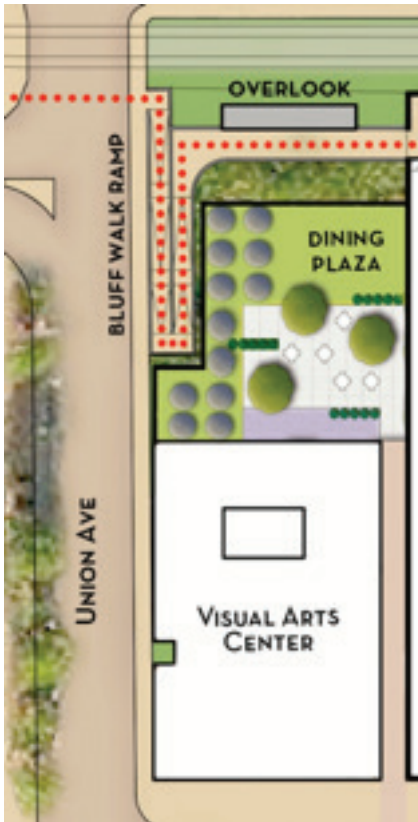 OVERLOOK
BLUFF WALK RAMP
DINING
PLAZA
UNION AVE
VISUAL ARTS
CENTER